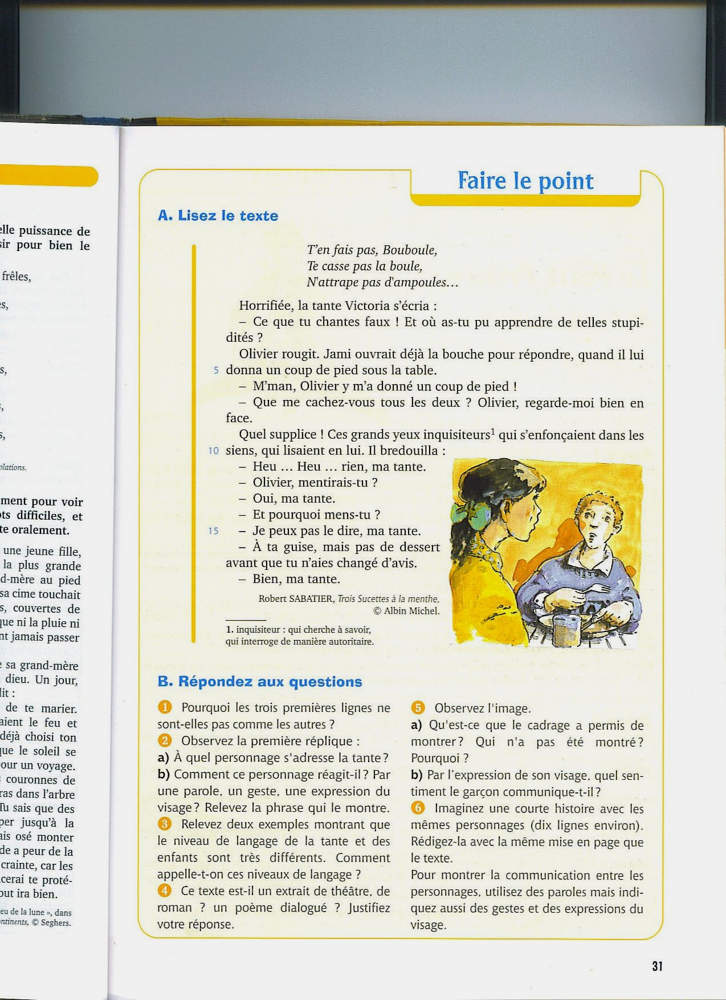 elle puissance de
sir pour bien le
frêles,
es,
s,
s,
olations.
ment pour voir
ots difficiles, et
te oralement.
une jeune fille,
la plus grande
d-mère au pied
sa cime touchait
s, couvertes de
que ni la pluie ni
nt jamais passer
e sa grand-mère
dieu. Un jour,
lit :
de te marier.
aient le feu et
déjà choisi ton
que le soleil se
pour un voyage.
couronnes de
ras dans l'arbre
Tu sais que des
per jusqu'à la
ais osé monter
de a peur de la
crainte, car les
cerai te proté-
out ira bien.
eu de la lune », dans
ontinents, © Seghers.
Faire le point
A. Lisez le texte
T'en fais pas, Bouboule,
Te casse pas la boule,
N'attrape pas d'ampoules...
Horrifiée, la tante Victoria s'écria :
– Ce que tu chantes faux ! Et où as-tu pu apprendre de telles stupi-
dités ?
Olivier rougit. Jami ouvrait déjà la bouche pour répondre, quand il lui
5 donna un coup de pied sous la table.
– M'man, Olivier y m'a donné un coup de pied !
– Que me cachez-vous tous les deux ? Olivier, regarde-moi bien en
face.
Quel supplice ! Ces grands yeux inquisiteurs1 qui s'enfonçaient dans les
10 siens, qui lisaient en lui. Il bredouilla :
– Heu ... Heu ... rien, ma tante.
– Olivier, mentirais-tu ?
– Oui, ma tante.
– Et pourquoi mens-tu ?
15 – Je peux pas le dire, ma tante.
– À ta guise, mais pas de dessert
avant que tu n'aies changé d'avis.
– Bien, ma tante.
Robert SABATIER, Trois Sucettes à la menthe,
© Albin Michel.
1. inquisiteur : qui cherche à savoir,
qui interroge de manière autoritaire.
B. Répondez aux questions
1 Pourquoi les trois premières lignes ne
sont-elles pas comme les autres ?
2 Observez la première réplique :
a) À quel personnage s'adresse la tante ?
b) Comment ce personnage réagit-il ? Par
une parole, un geste, une expression du
visage ? Relevez la phrase qui le montre.
3 Relevez deux exemples montrant que
le niveau de langage de la tante et des
enfants sont très différents. Comment
appelle-t-on ces niveaux de langage ?
4 Ce texte est-il un extrait de théâtre, de
roman ? un poème dialogué ? Justifiez
votre réponse.
5 Observez l'image.
a) Qu'est-ce que le cadrage a permis de
montrer ? Qui n'a pas été montré ?
Pourquoi ?
b) Par l'expression de son visage, quel sen-
timent le garçon communique-t-il ?
6 Imaginez une courte histoire avec les
mêmes personnages (dix lignes environ).
Rédigez-la avec la même mise en page que
le texte.
Pour montrer la communication entre les
personnages, utilisez des paroles mais indi-
quez aussi des gestes et des expressions du
visage.
31